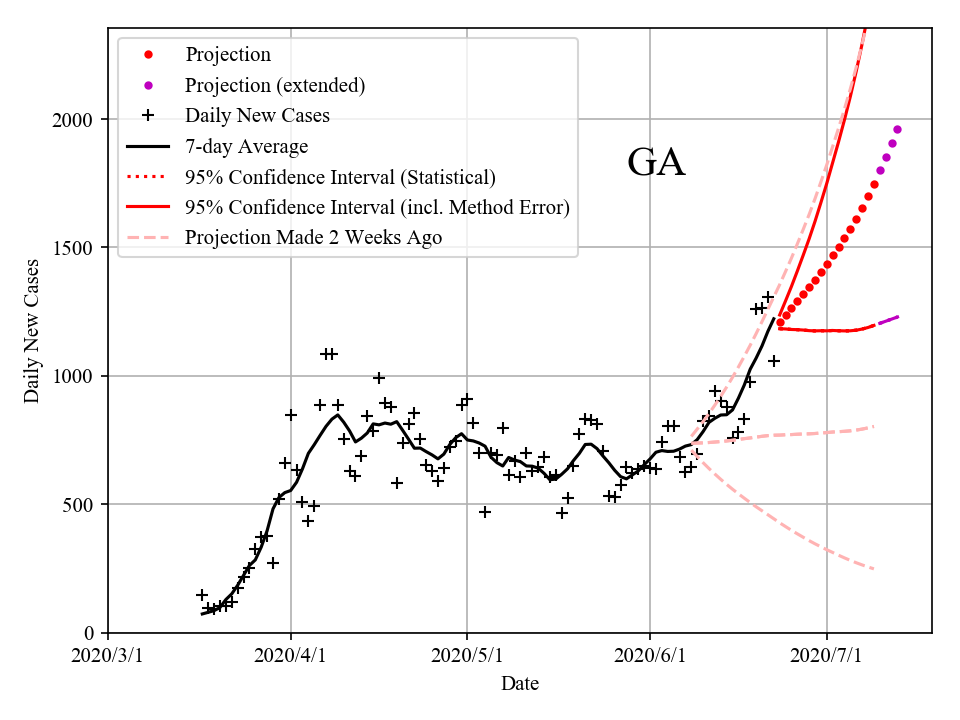 Projection
Projection (extended)
Daily New Cases
7-day Average
95% Confidence Interval (Statistical)
95% Confidence Interval (incl. Method Error)
Projection Made 2 Weeks Ago
GA
Daily New Cases
2000
1500
1000
500
0
2020/3/1 2020/4/1 2020/5/1 2020/6/1 2020/7/1
Date